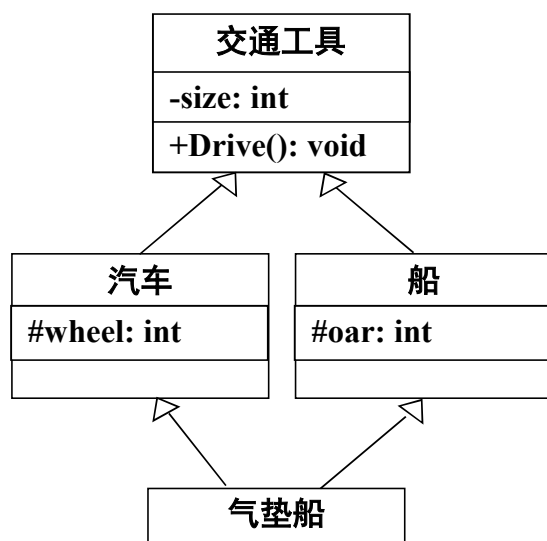 交通工具
-size: int
+Drive(): void
汽车
#wheel: int
船
#oar: int
气垫船